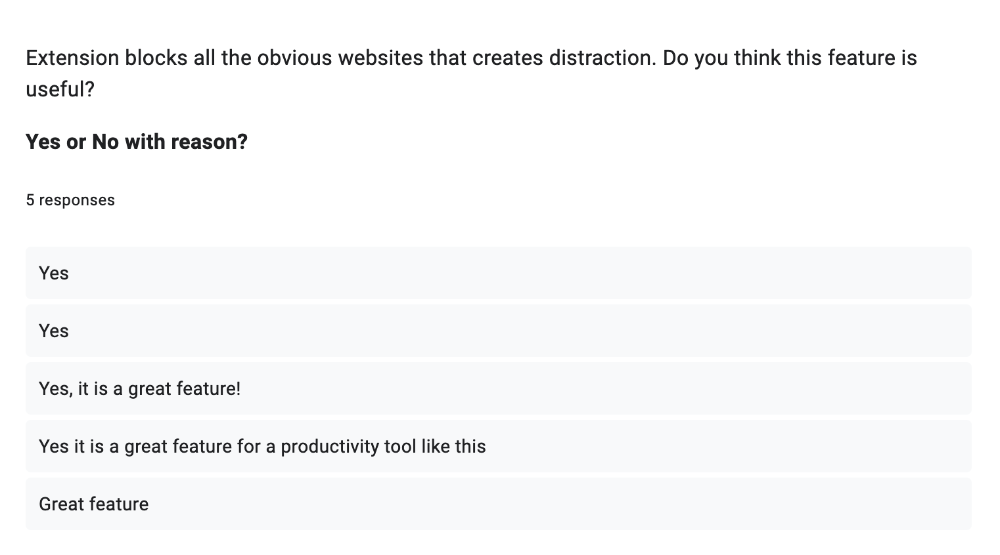 Extension blocks all the obvious websites that creates distraction. Do you think this feature is
useful?
Yes or No with reason?
5 responses
Yes
Yes
Yes, it is a great feature!
Yes it is a great feature for a productivity tool like this
Great feature